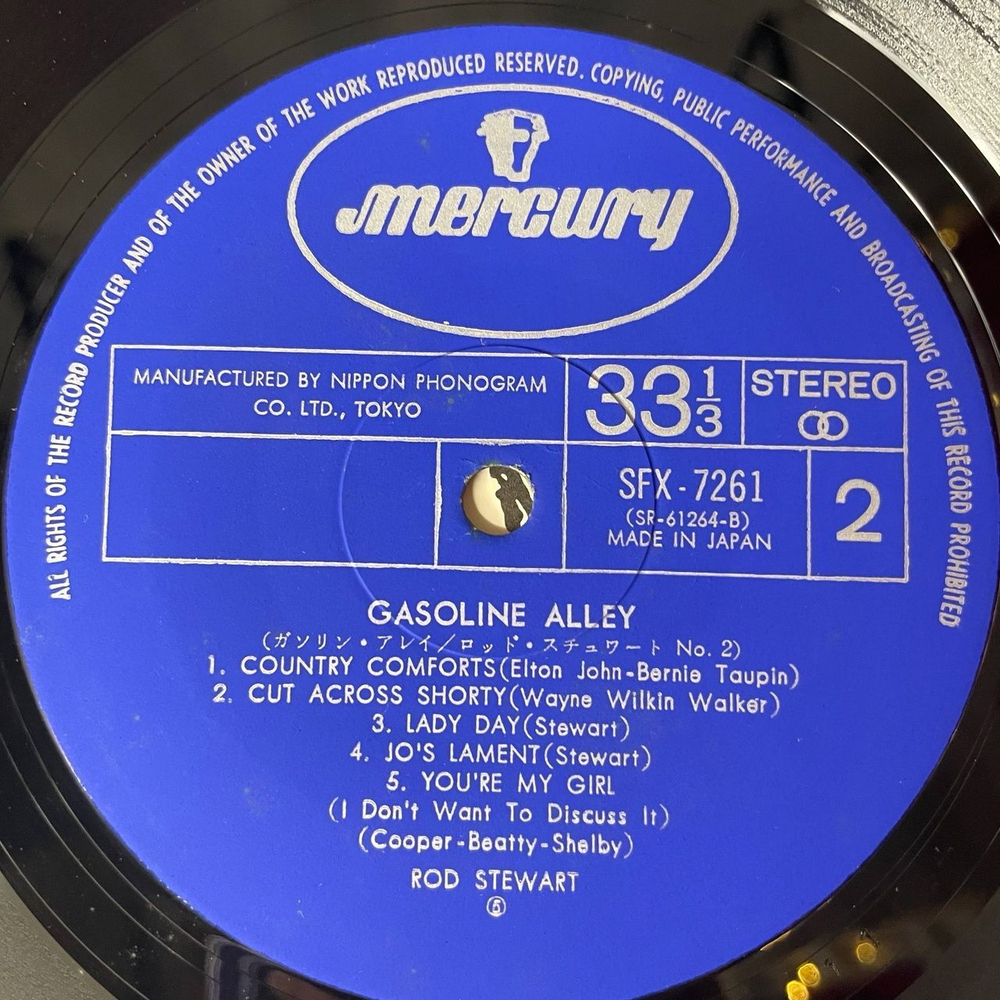 ALL RIGHTS OF THE RECORD PRODUCER AND OF THE OWNER OF THE WORK REPRODUCED RESERVED. COPYING, PUBLIC PERFORMANCE AND BROADCASTING OF THIS RECORD PROHIBITED
mercury
MANUFACTURED BY NIPPON PHONOGRAM
CO. LTD., TOKYO
33 1/3
STEREO
SFX-7261
(SR-61264-B)
MADE IN JAPAN
2
GASOLINE ALLEY
(ガソリン・アレイ/ロッド・スチュワート No. 2)
1. COUNTRY COMFORTS(Elton John-Bernie Taupin)
2. CUT ACROSS SHORTY(Wayne Wilkin Walker)
3. LADY DAY(Stewart)
4. JO'S LAMENT(Stewart)
5. YOU'RE MY GIRL
(I Don't Want To Discuss It)
(Cooper-Beatty-Shelby)
ROD STEWART